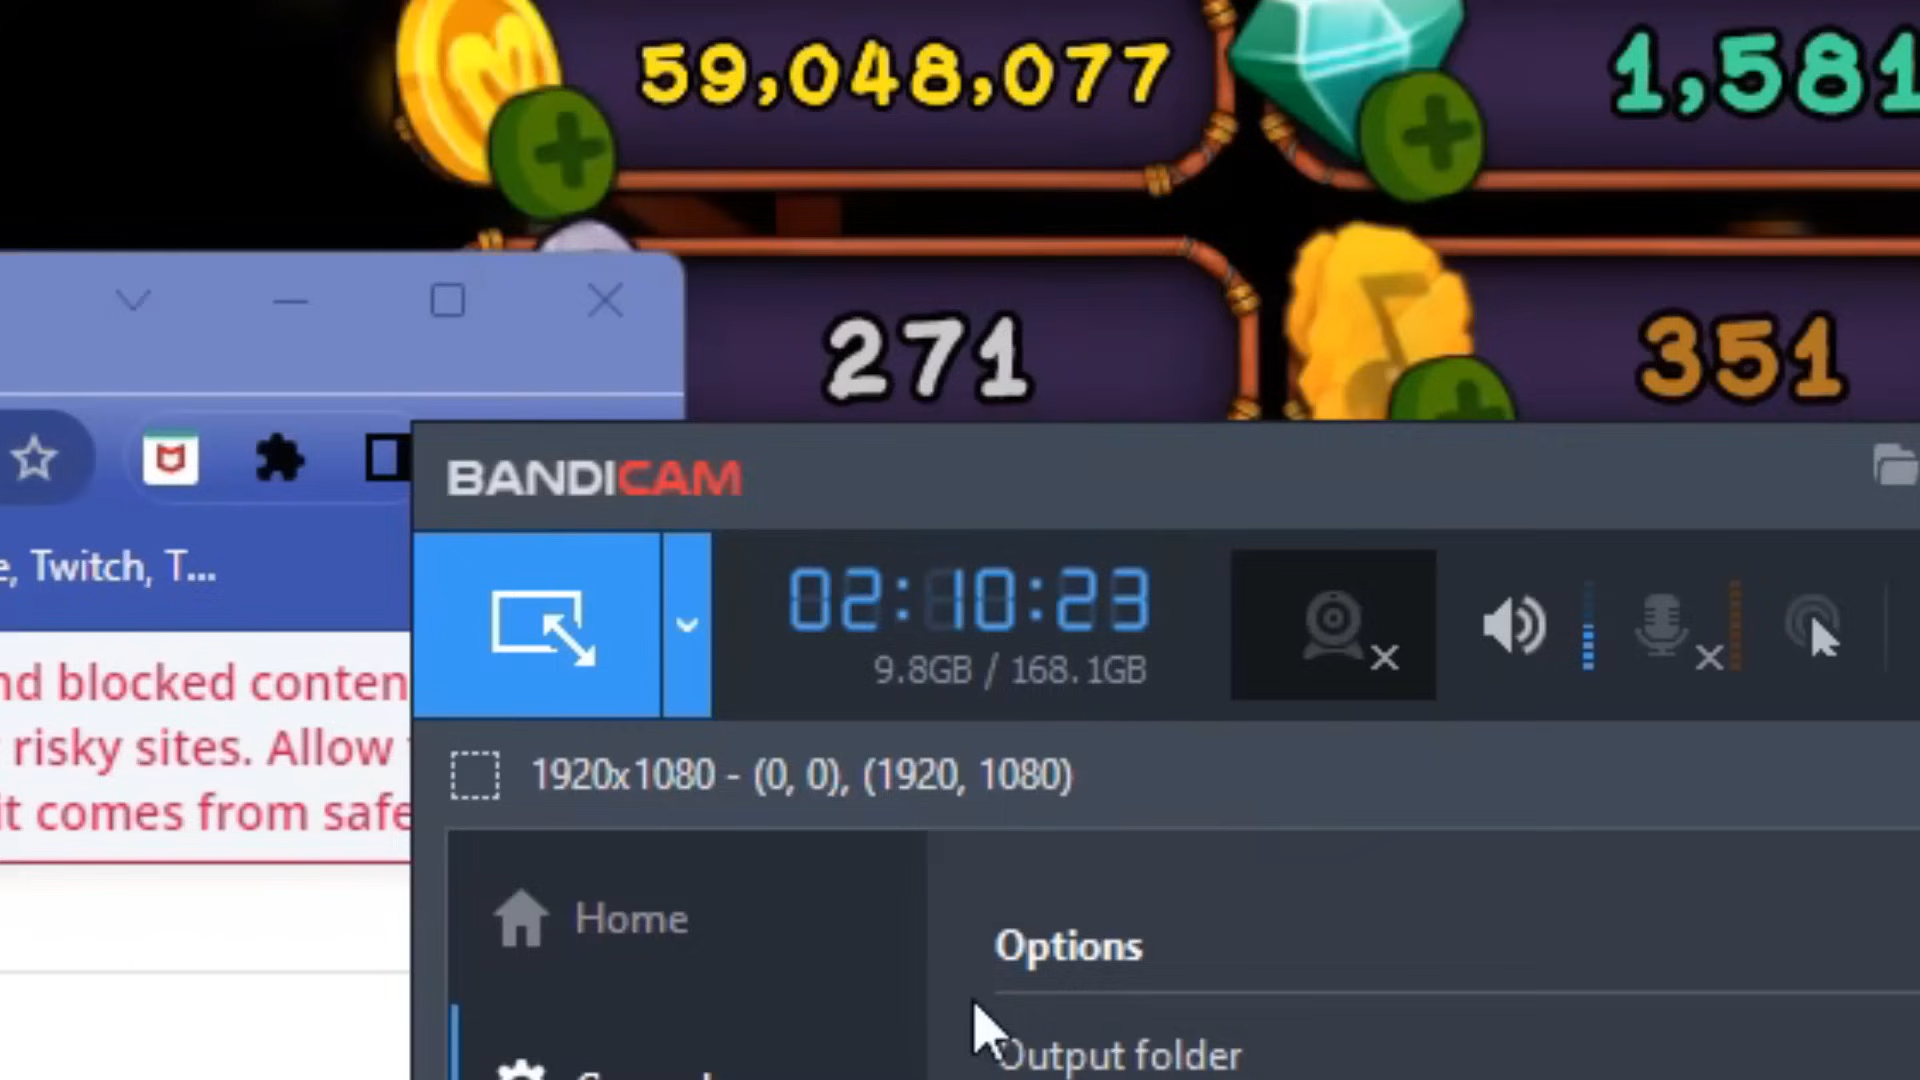 59,048,077
1,581
271
351
e, Twitch, T...
nd blocked conten
risky sites. Allow
it comes from safe
BANDICAM
02:10:23
9.8GB / 168.1GB
1920x1080 - (0, 0), (1920, 1080)
Home
Options
Output folder